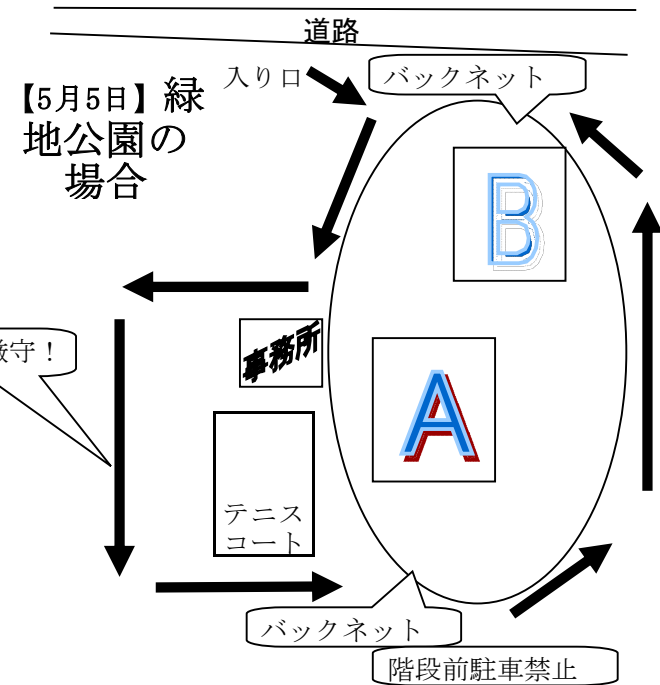 道路
入り口
バックネット
【5月5日】緑
地公園の
場合
B
事務所
守！
A
テニス
コート
バックネット
階段前駐車禁止